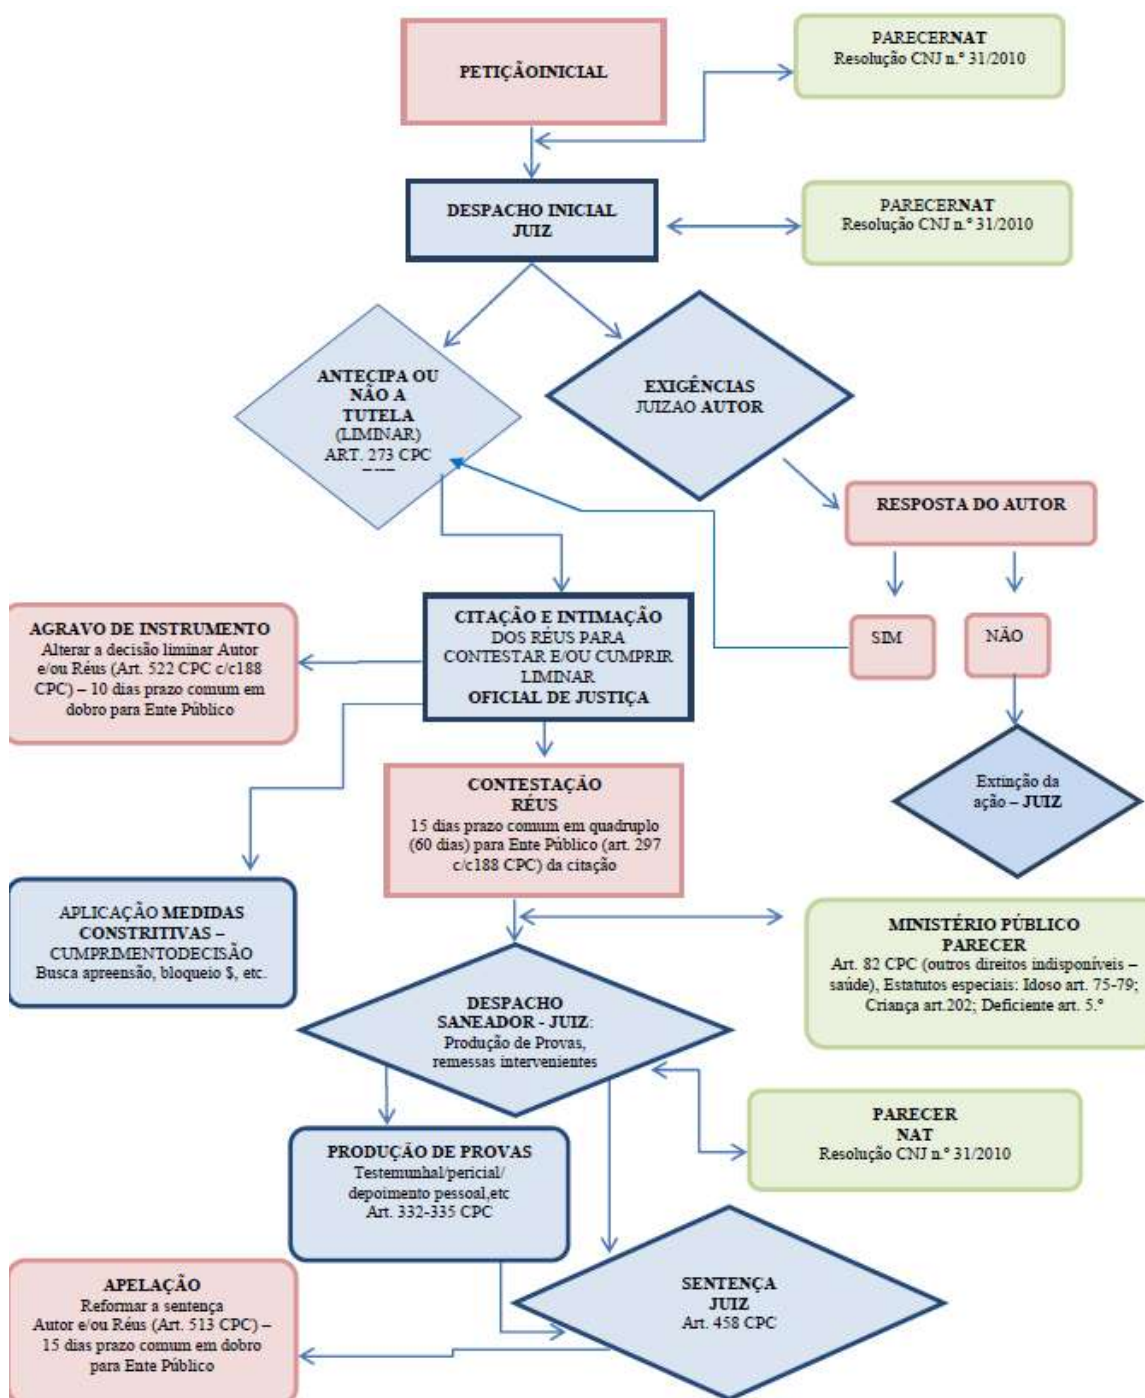 PETIÇÃOINICIAL
PARECERNAT
Resolução CNJ n.º 31/2010
DESPACHO INICIAL
JUIZ
PARECERNAT
Resolução CNJ n.º 31/2010
ANTECIPA OU
NÃO A
TUTELA
(LIMINAR)
ART. 273 CPC
EXIGÊNCIAS
JUIZAO AUTOR
RESPOSTA DO AUTOR
SIM
NÃO
Extinção da
ação – JUIZ
CITAÇÃO E INTIMAÇÃO
DOS RÉUS PARA
CONTESTAR E/OU CUMPRIR
LIMINAR
OFICIAL DE JUSTIÇA
AGRAVO DE INSTRUMENTO
Alterar a decisão liminar Autor
e/ou Réus (Art. 522 CPC c/c188
CPC) – 10 dias prazo comum em
dobro para Ente Público
CONTESTAÇÃO
RÉUS
15 dias prazo comum em quadruplo
(60 dias) para Ente Público (art. 297
c/c188 CPC) da citação
APLICAÇÃO MEDIDAS
CONSTRITIVAS –
CUMPRIMENTODECISÃO
Busca apreensão, bloqueio $, etc.
MINISTÉRIO PÚBLICO
PARECER
Art. 82 CPC (outros direitos indisponíveis –
saúde), Estatutos especiais: Idoso art. 75-79;
Criança art.202; Deficiente art. 5.º
DESPACHO
SANEADOR - JUIZ:
Produção de Provas,
remessas intervenientes
PARECER
NAT
Resolução CNJ n.º 31/2010
PRODUÇÃO DE PROVAS
Testemunhal/pericial/
depoimento pessoal,etc
Art. 332-335 CPC
SENTENÇA
JUIZ
Art. 458 CPC
APELAÇÃO
Reformar a sentença
Autor e/ou Réus (Art. 513 CPC) –
15 dias prazo comum em dobro
para Ente Público